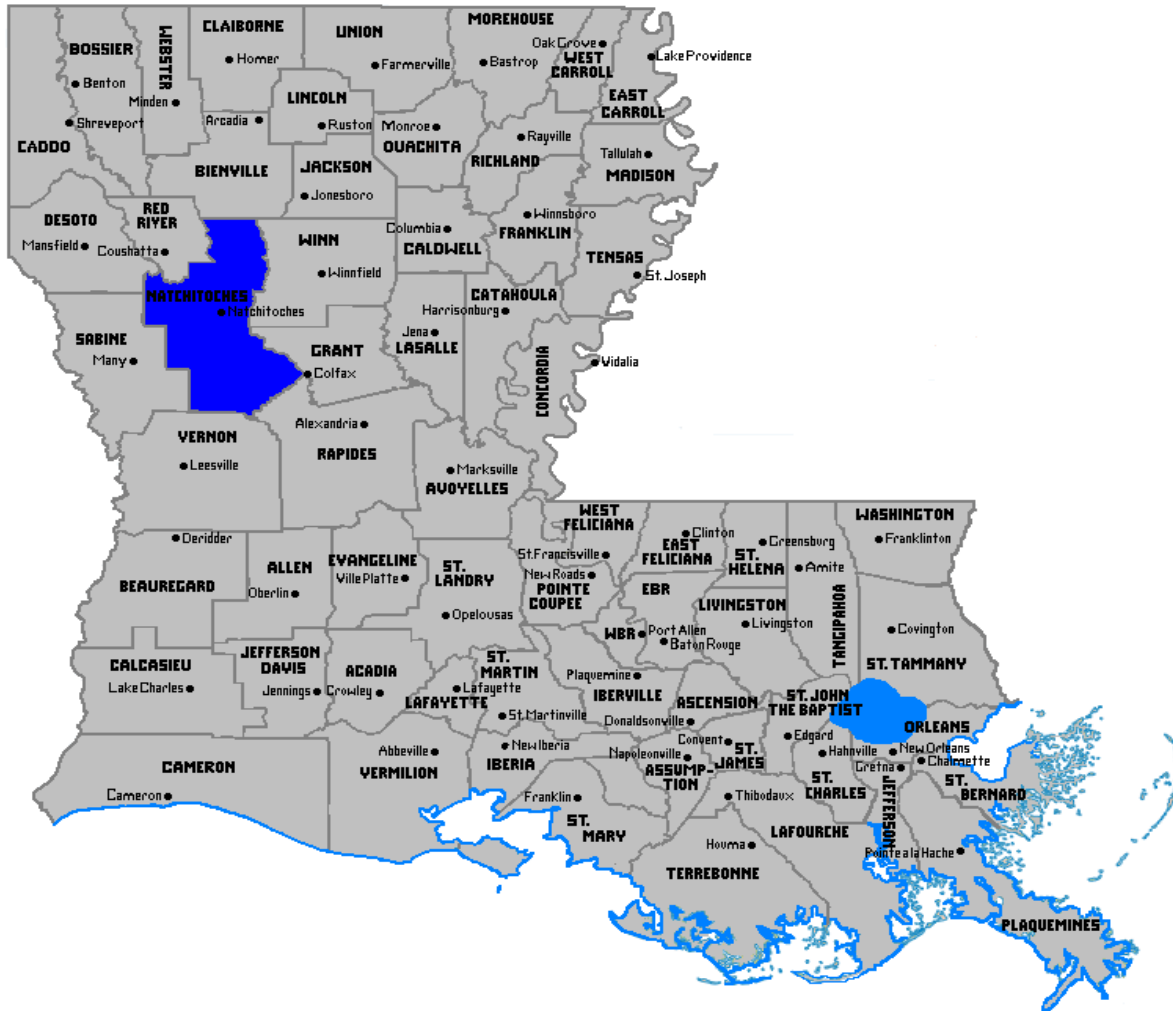 MOREHOUSE
CLAIBORNE
UNION
WEBSTER
BOSSIER
Oak Grove
WEST
CARROLL
Lake Providence
Homer
Farmerville
Bastrop
Benton
EAST
CARROLL
Minden
LINCOLN
Shreveport
Arcadia
Ruston
Monroe
OUACHITA
Rayville
CADDO
RICHLAND
Tallulah
MADISON
BIENVILLE
JACKSON
Jonesboro
DESOTO
RED
RIVER
Winnsboro
FRANKLIN
Columbia
CALDWELL
Mansfield
Coushatta
WINN
TENSAS
Winnfield
St. Joseph
NATCHITOCHES
Natchitoches
CATAHOULA
Harrisonburg
SABINE
Many
GRANT
Colfax
Jena
LASALLE
CONCORDIA
Vidalia
Alexandria
VERNON
Leesville
RAPIDES
Marksville
AVOYELLES
WEST
FELICIANA
WASHINGTON
Deridder
Clinton
EAST
FELICIANA
Greensburg
ST.
HELENA
Franklinton
BEAUREGARD
ALLEN
Oberlin
EVANGELINE
Ville Platte
ST.
LANDRY
St. Francisville
New Roads
POINTE
COUPEE
Amite
TANGIPAHOA
EBR
LIVINGSTON
Livingston
Opelousas
WBR
Port Allen
Baton Rouge
Covington
ST. TAMMANY
CALCASIEU
Lake Charles
JEFFERSON
DAVIS
Jennings
ACADIA
Crowley
ST.
MARTIN
Lafayette
LAFAYETTE
St. Martinville
Plaquemine
IBERVILLE
ASCENSION
Donaldsonville
ST. JOHN
THE BAPTIST
ORLEANS
Edgard
Convent
ST.
JAMES
Hahnville
New Orleans
Chalmette
Gretna
CAMERON
Cameron
Abbeville
VERMILION
New Iberia
IBERIA
Napoleonville
ASSUMP-
TION
ST.
CHARLES
JEFFERSON
ST.
BERNARD
Franklin
ST.
MARY
Thibodaux
LAFOURCHE
Houma
TERREBONNE
Pointe a la Hache
PLAQUEMINES